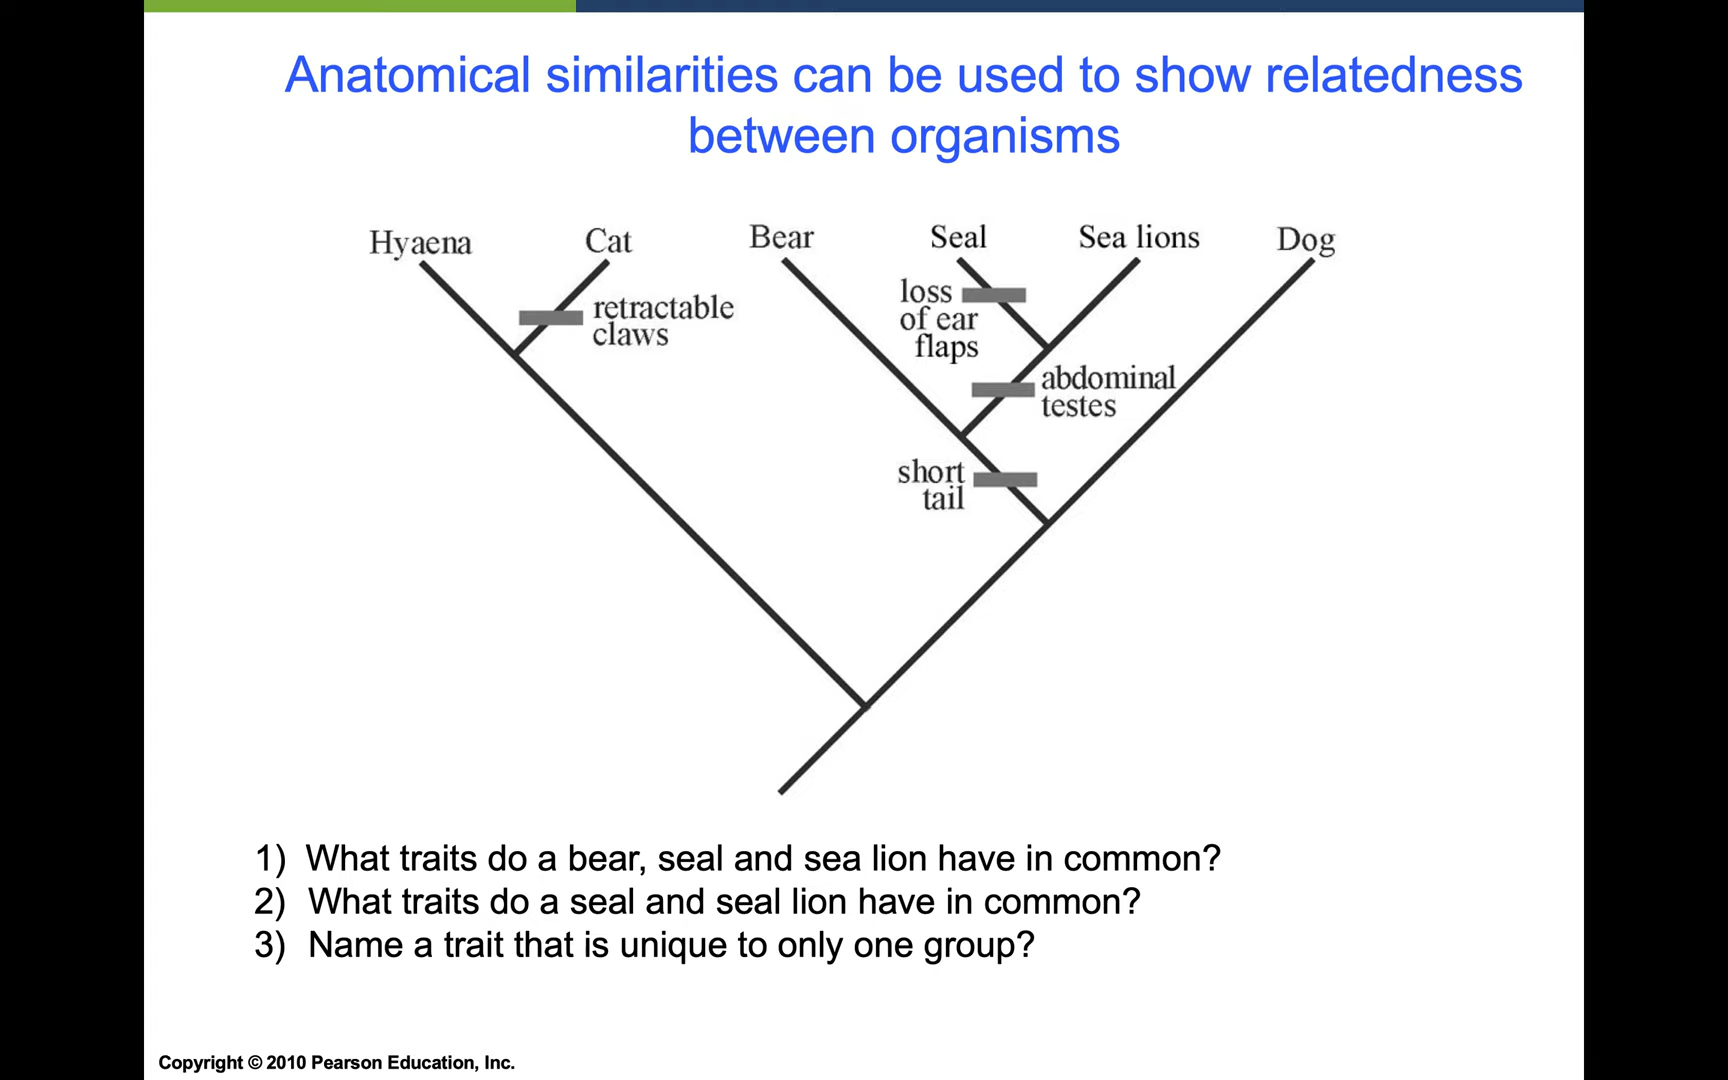 Anatomical similarities can be used to show relatedness
between organisms
Hyaena
Cat
Bear
Seal
Sea lions
Dog
retractable
claws
loss
of ear
flaps
abdominal
testes
short
tail
1) What traits do a bear, seal and sea lion have in common?
2) What traits do a seal and seal lion have in common?
3) Name a trait that is unique to only one group?
Copyright © 2010 Pearson Education, Inc.